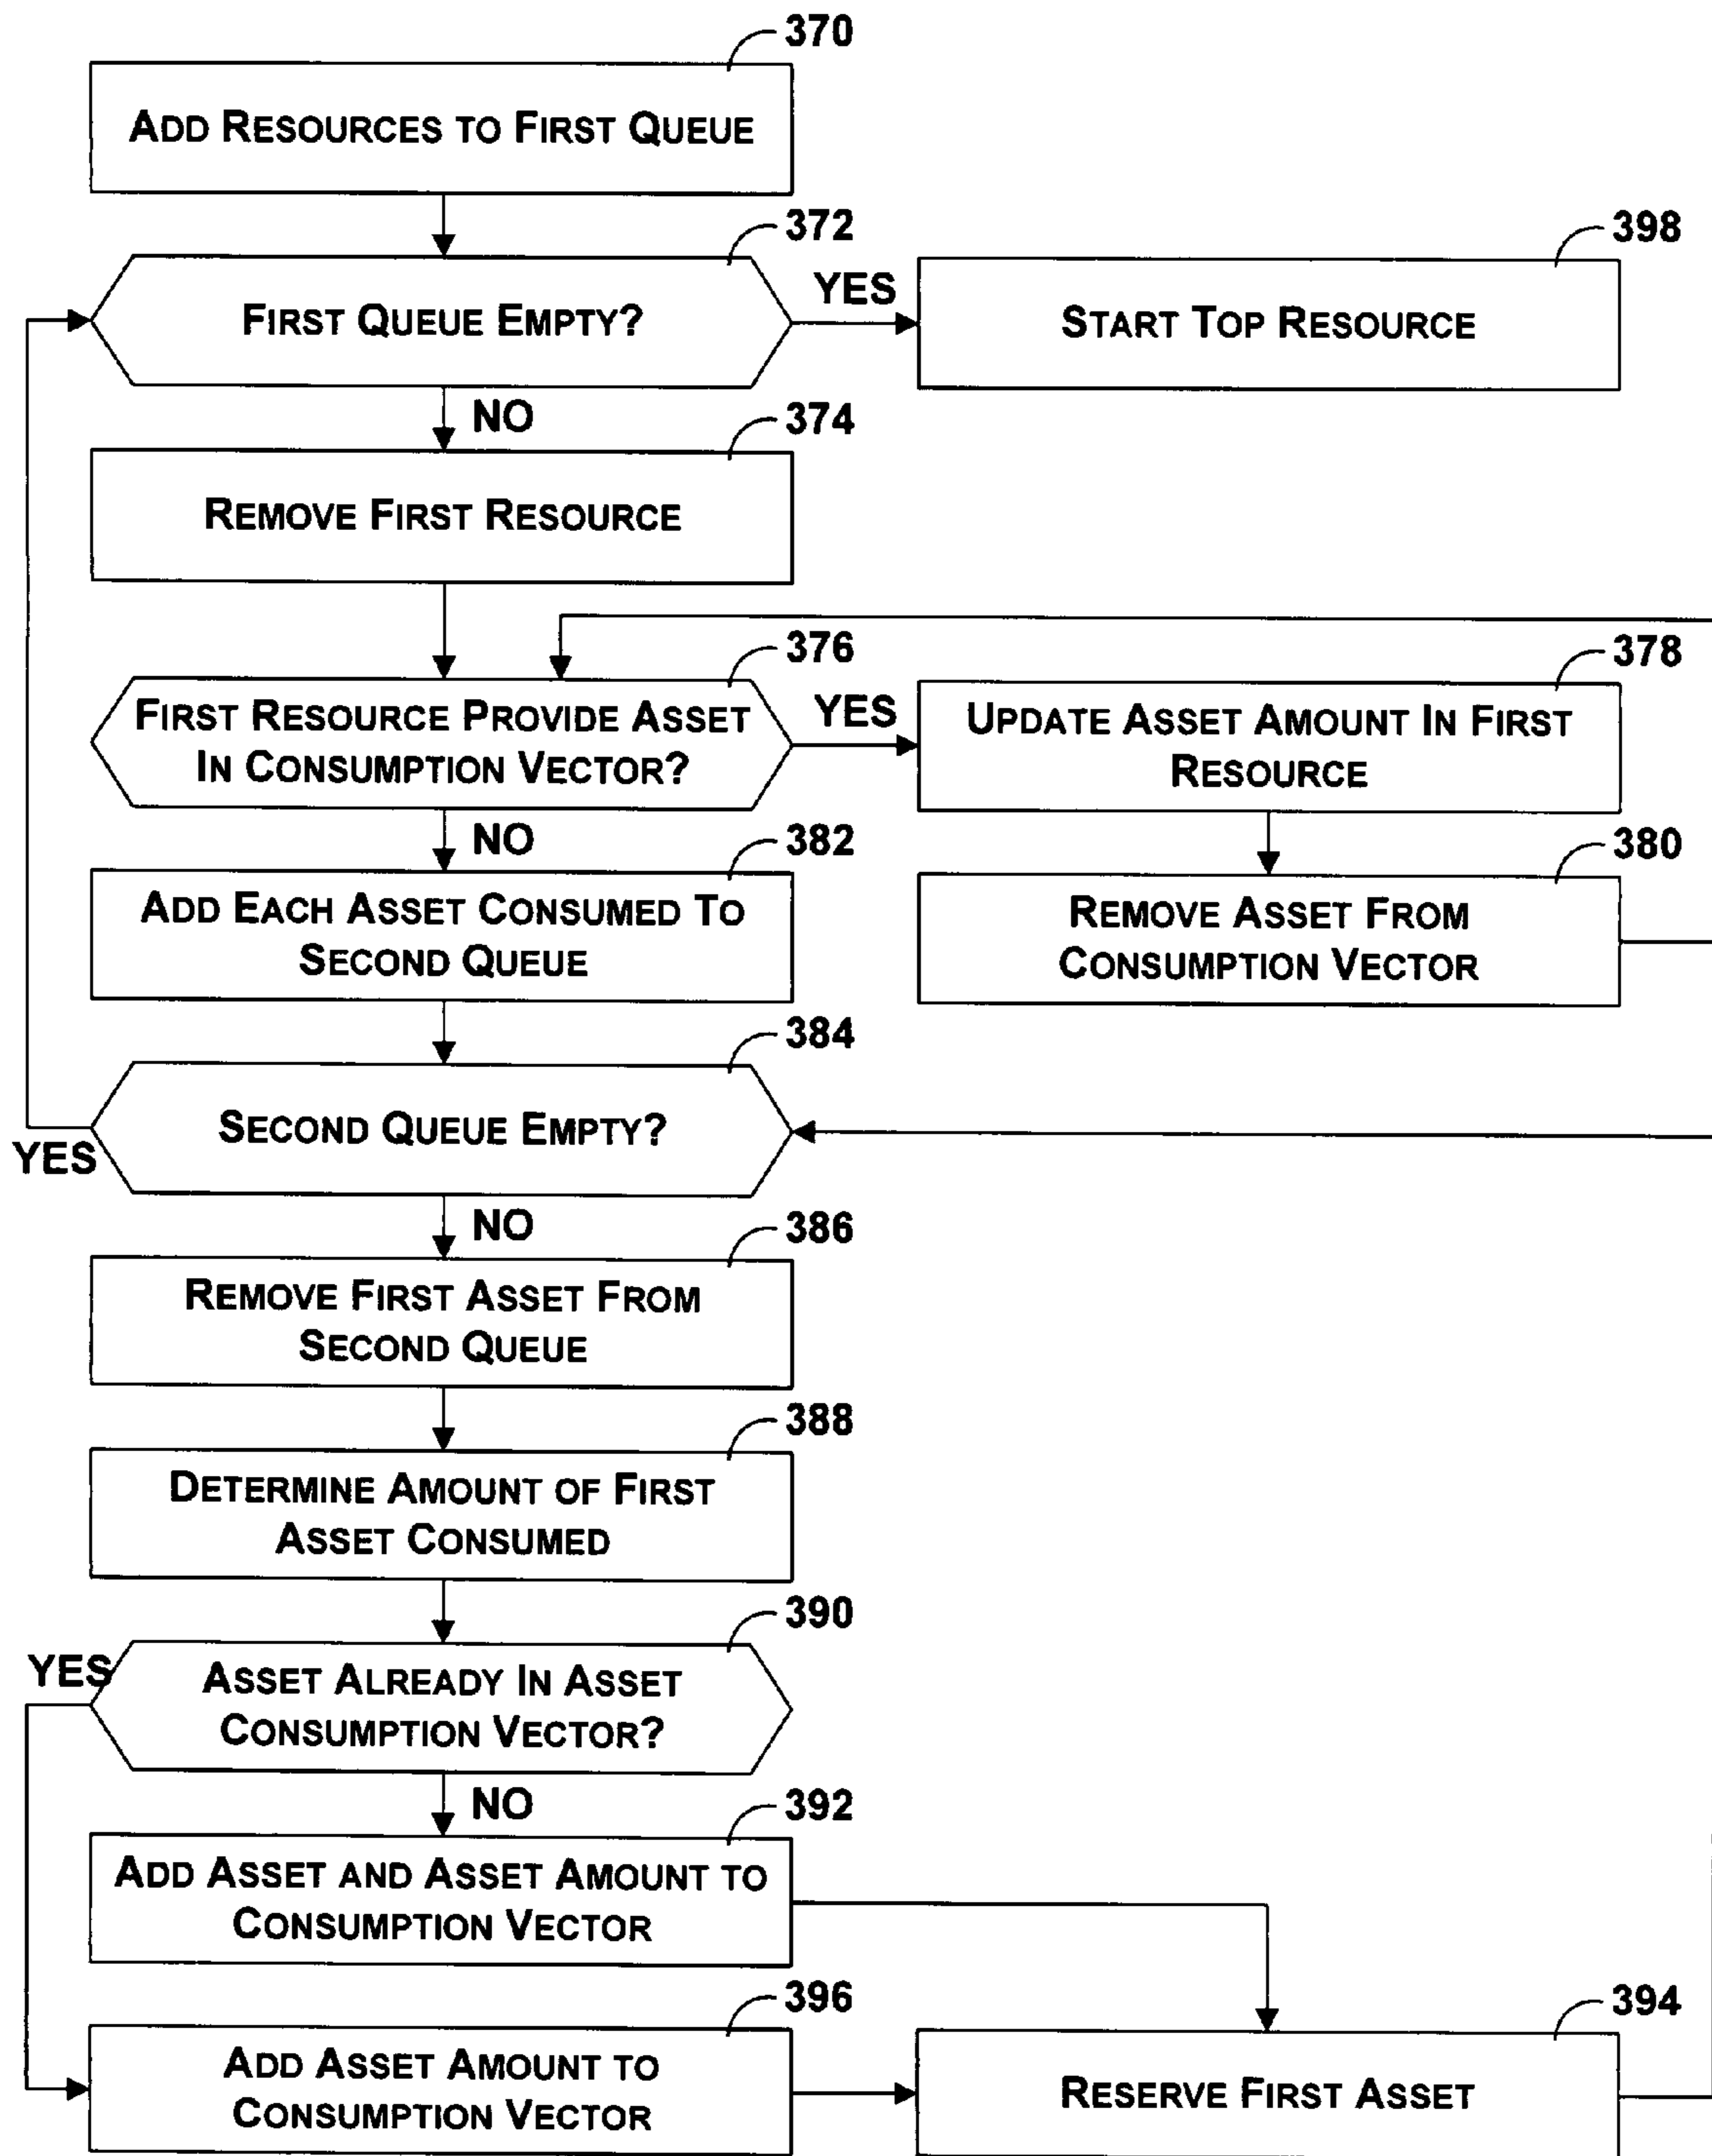 370
ADD RESOURCES TO FIRST QUEUE
372
FIRST QUEUE EMPTY?
YES
398
START TOP RESOURCE
NO
374
REMOVE FIRST RESOURCE
376
FIRST RESOURCE PROVIDE ASSET
IN CONSUMPTION VECTOR?
YES
378
UPDATE ASSET AMOUNT IN FIRST
RESOURCE
NO
382
ADD EACH ASSET CONSUMED TO
SECOND QUEUE
380
REMOVE ASSET FROM
CONSUMPTION VECTOR
384
SECOND QUEUE EMPTY?
YES
NO
386
REMOVE FIRST ASSET FROM
SECOND QUEUE
388
DETERMINE AMOUNT OF FIRST
ASSET CONSUMED
390
YES
ASSET ALREADY IN ASSET
CONSUMPTION VECTOR?
NO
392
ADD ASSET AND ASSET AMOUNT TO
CONSUMPTION VECTOR
396
ADD ASSET AMOUNT TO
CONSUMPTION VECTOR
394
RESERVE FIRST ASSET